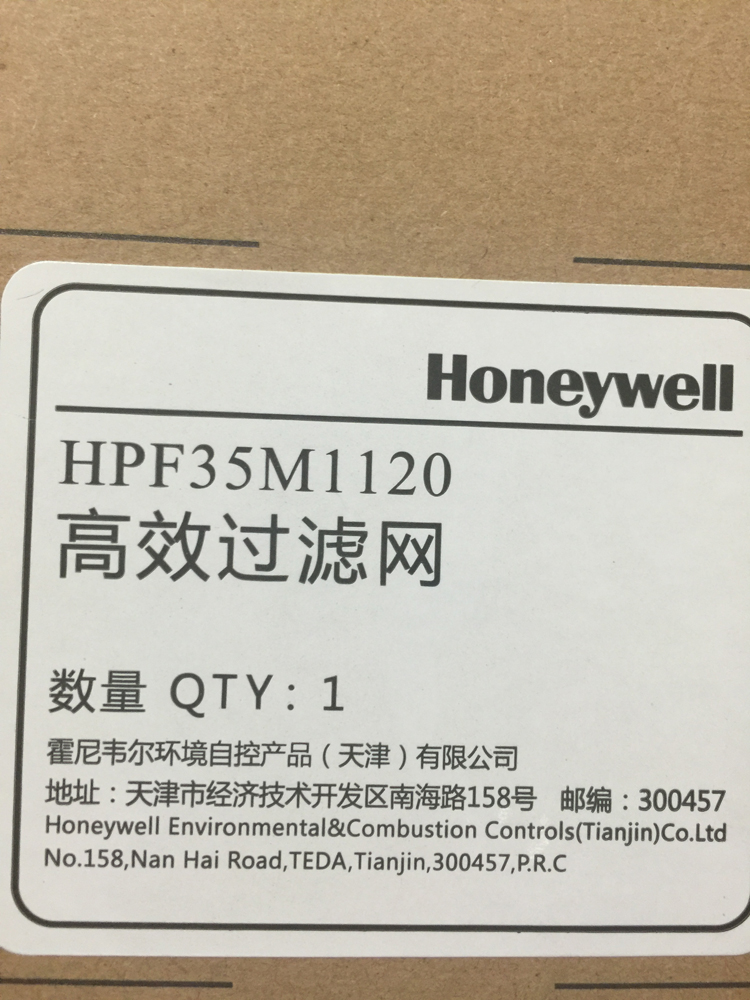 Honeywell
HPF35M1120
高效过滤网
数量 QTY: 1
霍尼韦尔环境自控产品（天津）有限公司
地址：天津市经济技术开发区南海路158号 邮编：300457
Honeywell Environmental&Combustion Controls(Tianjin)Co.Ltd
No.158,Nan Hai Road,TEDA,Tianjin,300457,P.R.C